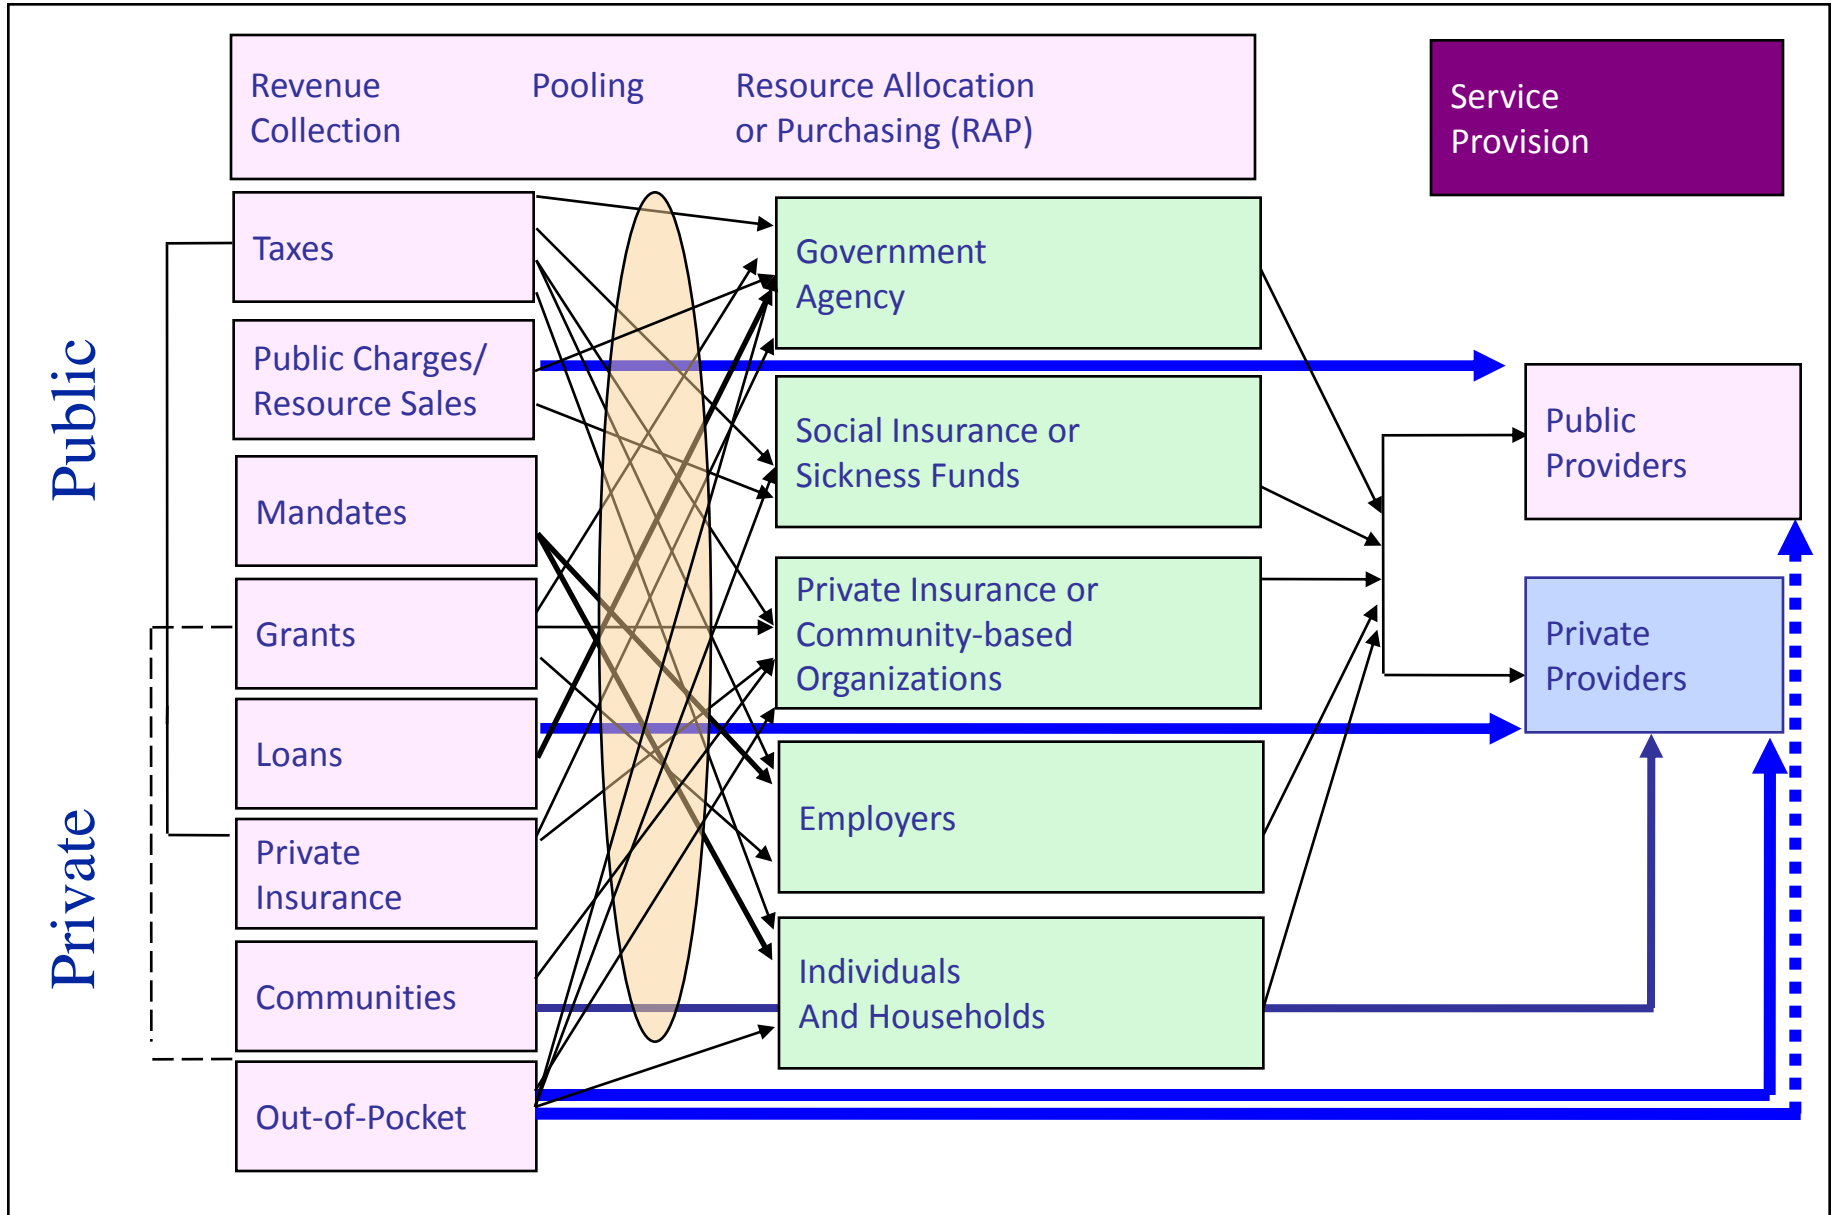 Revenue
Collection
Pooling
Resource Allocation
or Purchasing (RAP)
Service
Provision
Public
Private
Taxes
Public Charges/
Resource Sales
Mandates
Grants
Loans
Private
Insurance
Communities
Out-of-Pocket
Government
Agency
Social Insurance or
Sickness Funds
Private Insurance or
Community-based
Organizations
Employers
Individuals
And Households
Public
Providers
Private
Providers